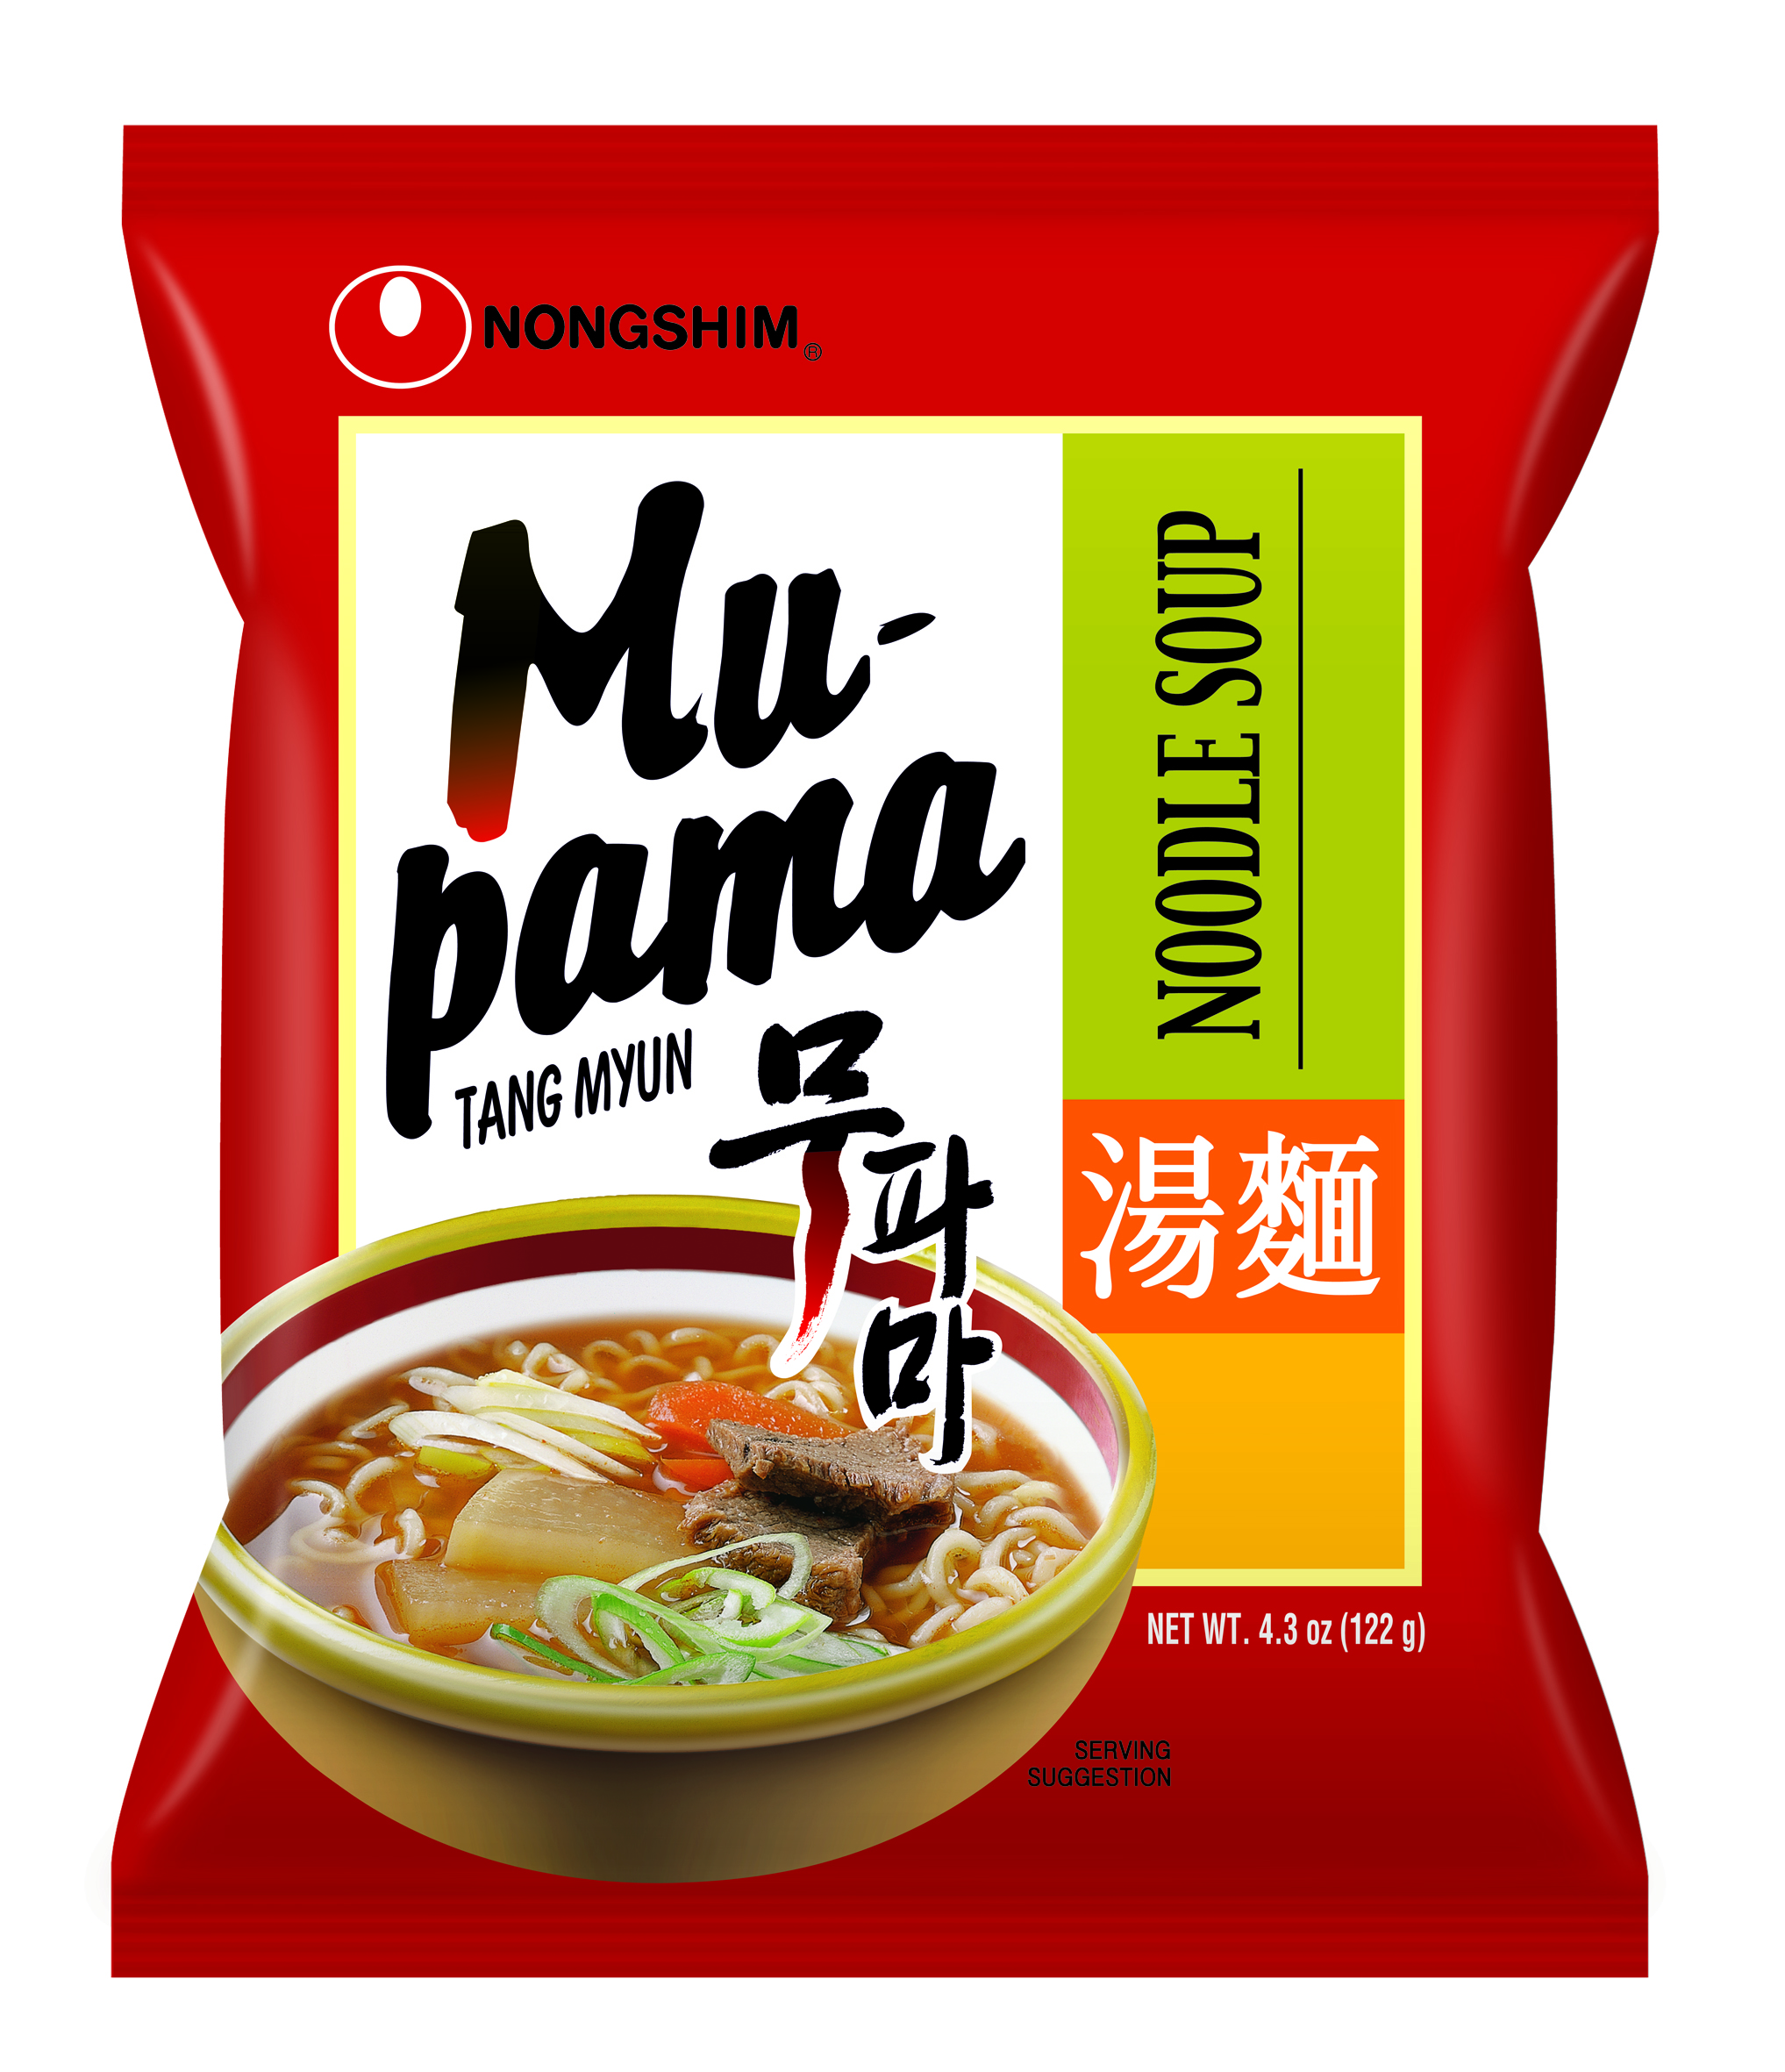 NONGSHIM®
Mu-
pama
TANG MYUN
무파마
NOODLE SOUP
湯麵
NET WT. 4.3 oz (122 g)
SERVING
SUGGESTION